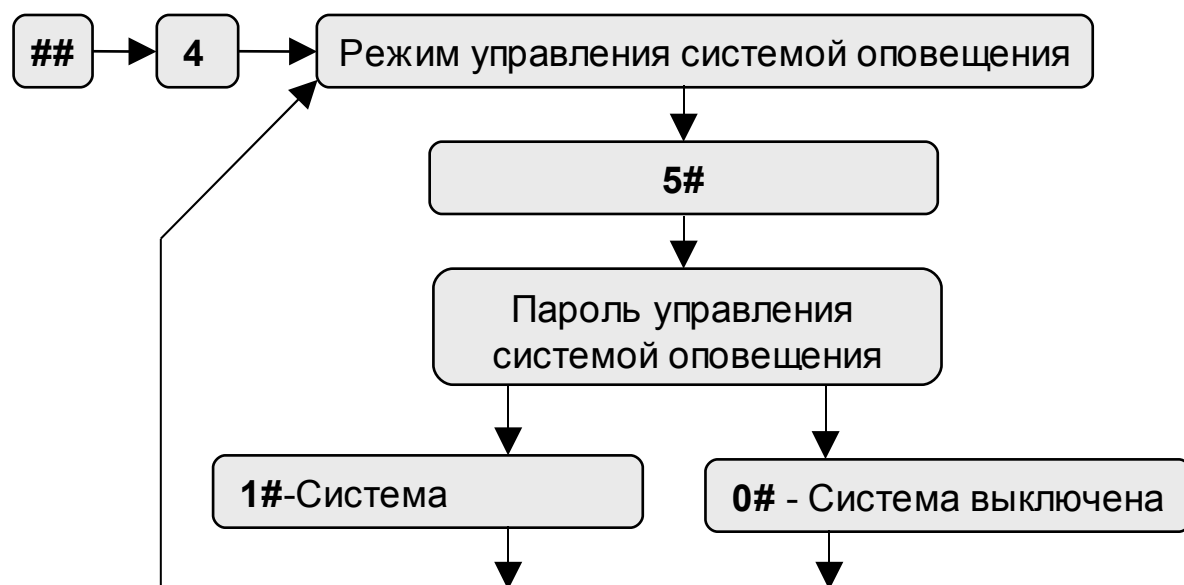 ## 4 Режим управления системой оповещения
5#
Пароль управления
системой оповещения
1#-Система
0# - Система выключена